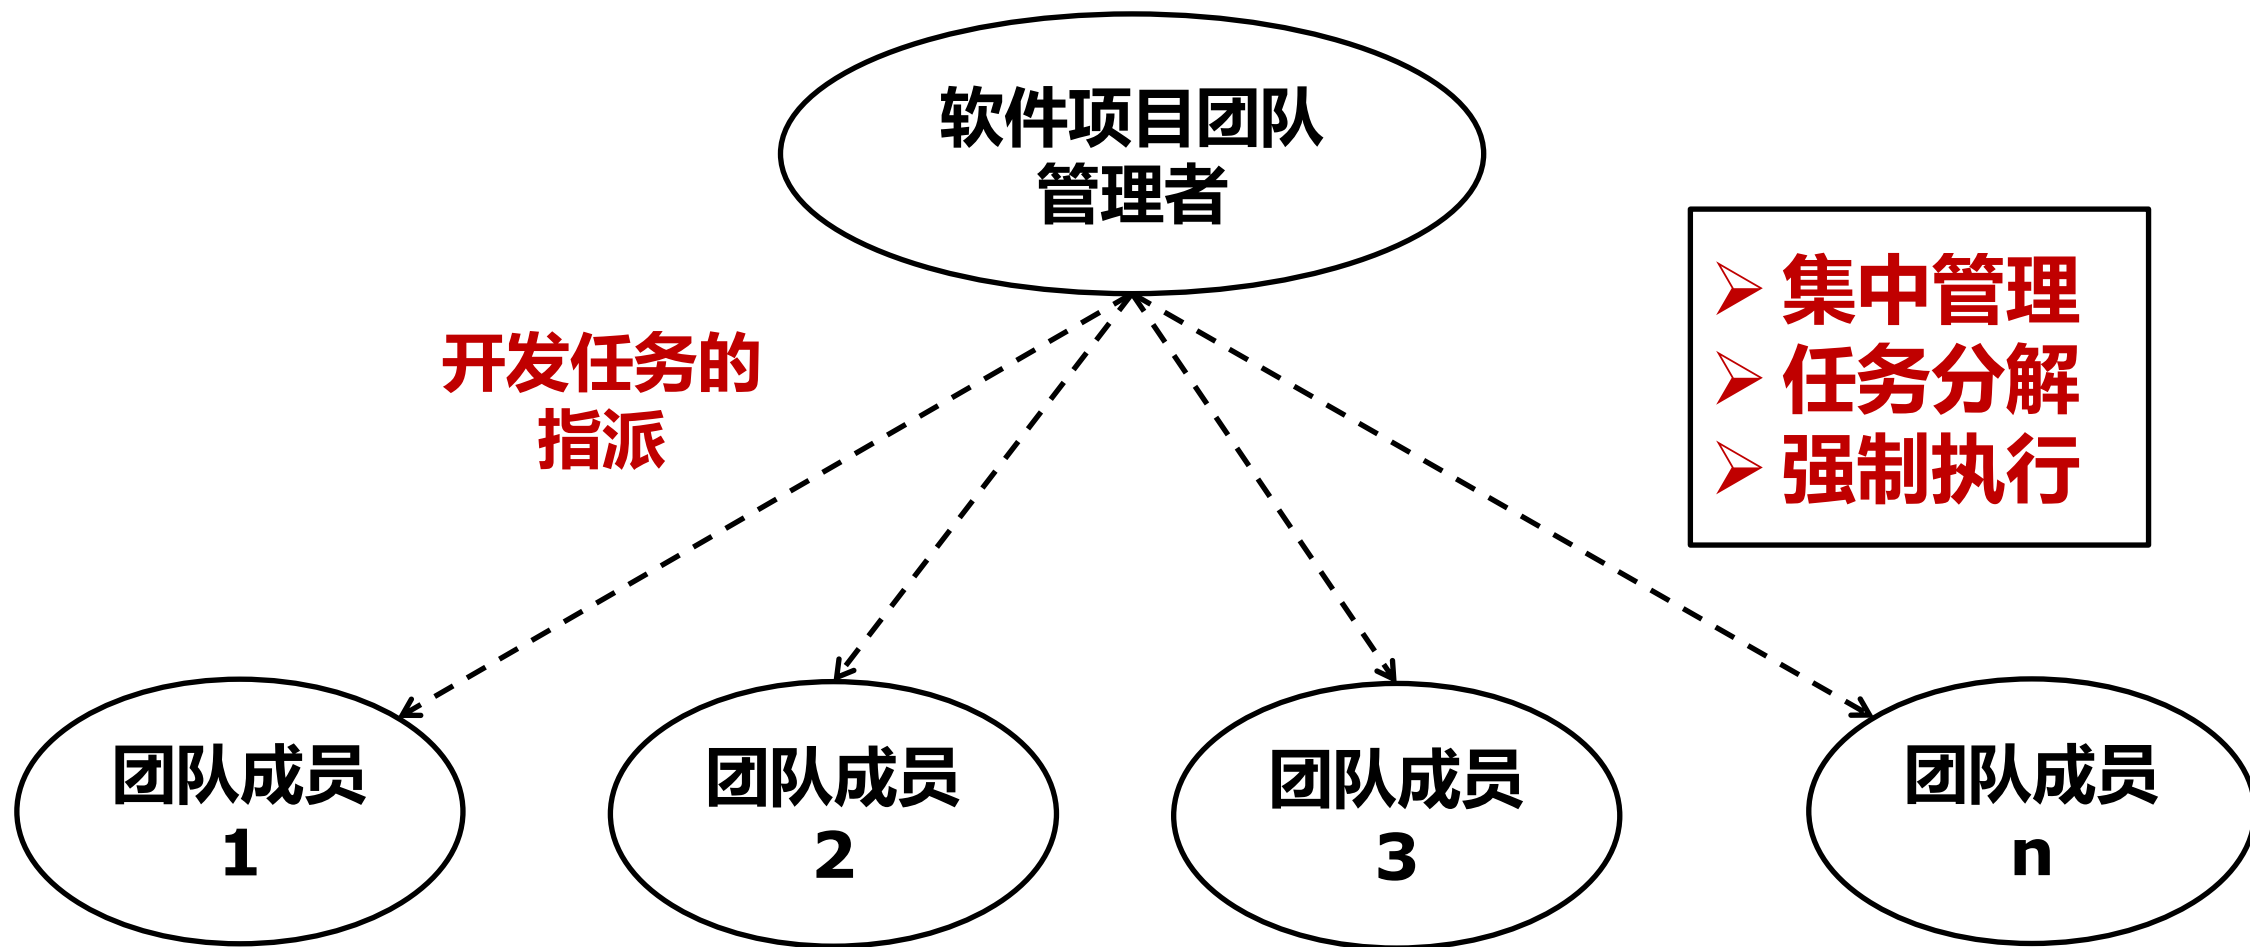 软件项目团队
管理者
开发任务的
指派
集中管理
任务分解
强制执行
团队成员
1
团队成员
2
团队成员
3
团队成员
n